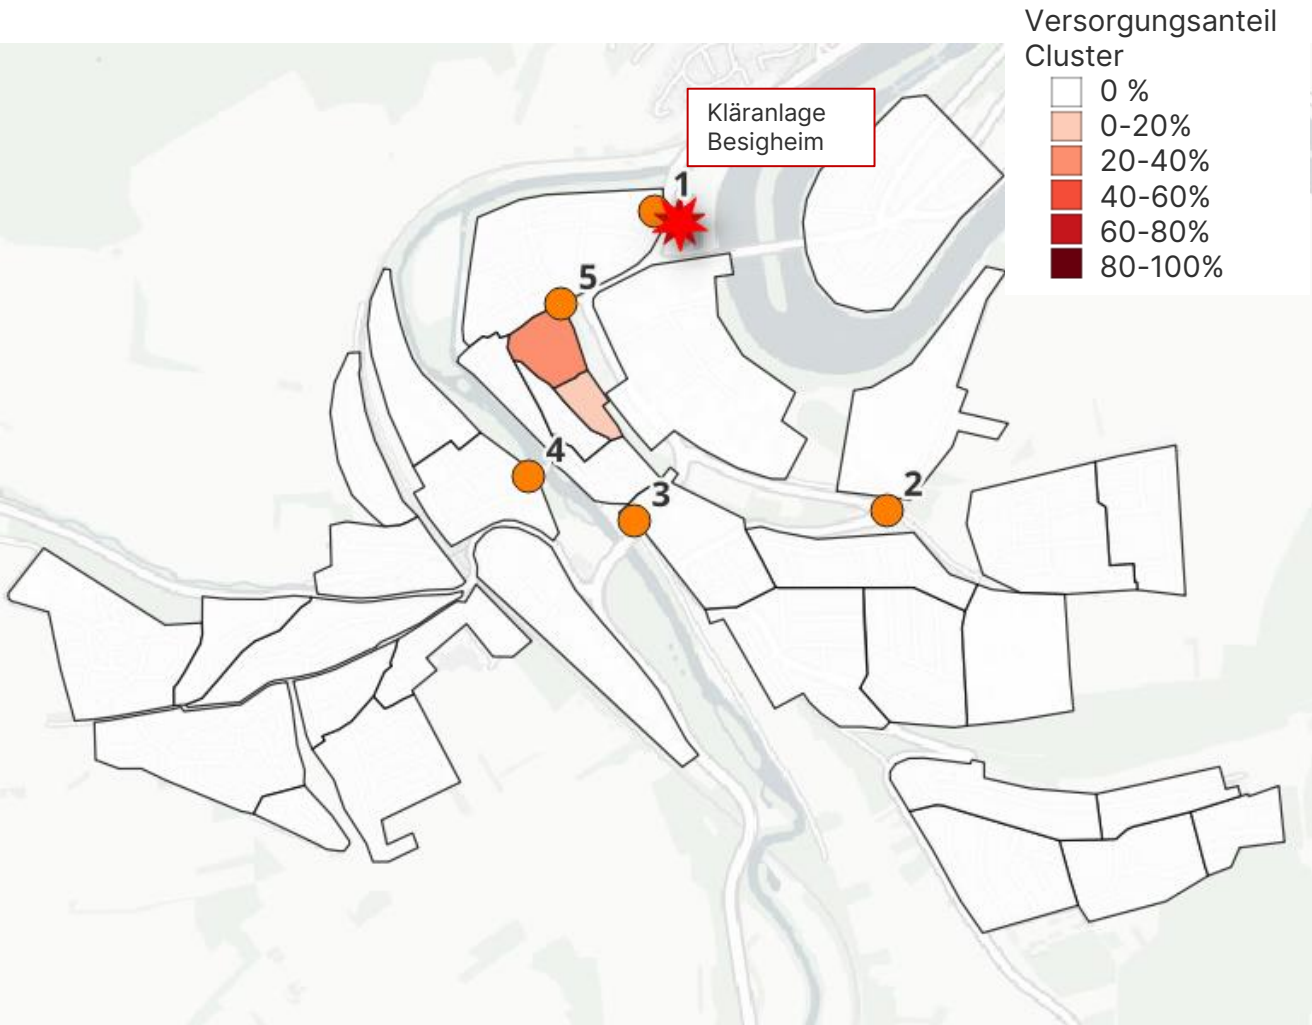 Versorgungsanteil
Cluster
0 %
0-20%
20-40%
40-60%
60-80%
80-100%
Kläranlage
Besigheim
1
5
4
3
2